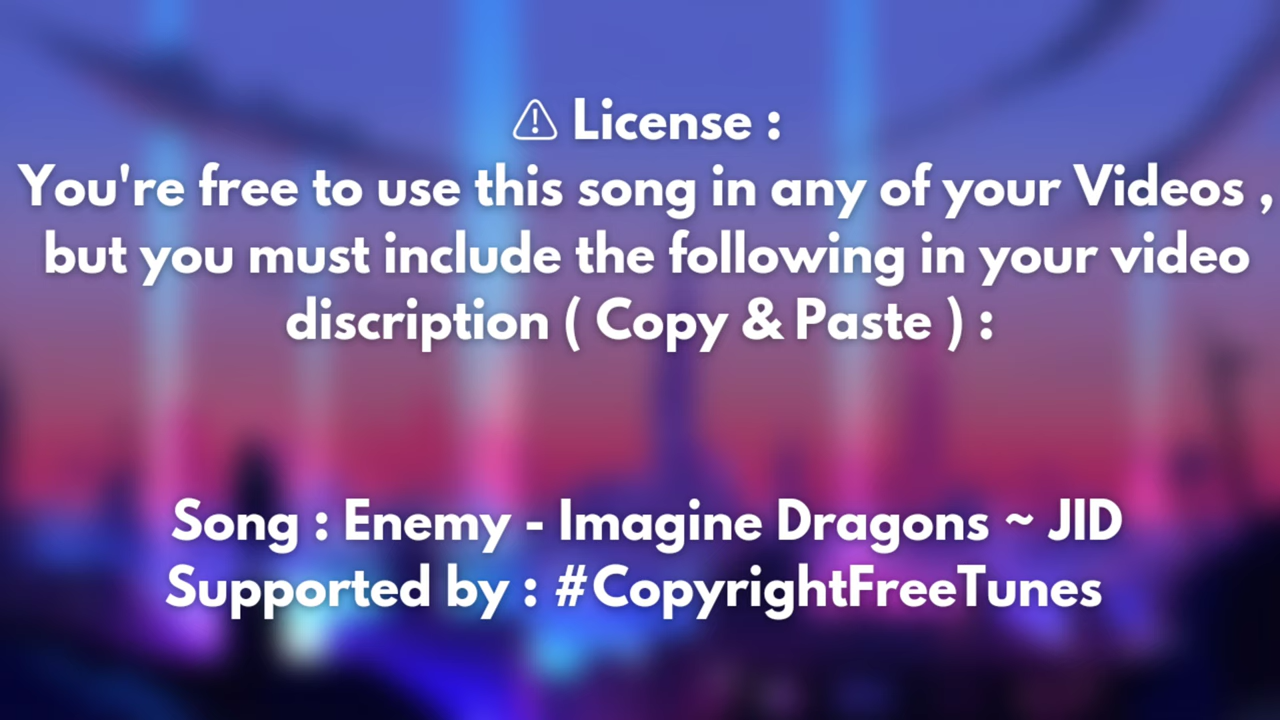 ⚠ License :
You're free to use this song in any of your Videos ,
but you must include the following in your video
discription ( Copy & Paste ) :
Song : Enemy - Imagine Dragons ~ JID
Supported by : #CopyrightFreeTunes